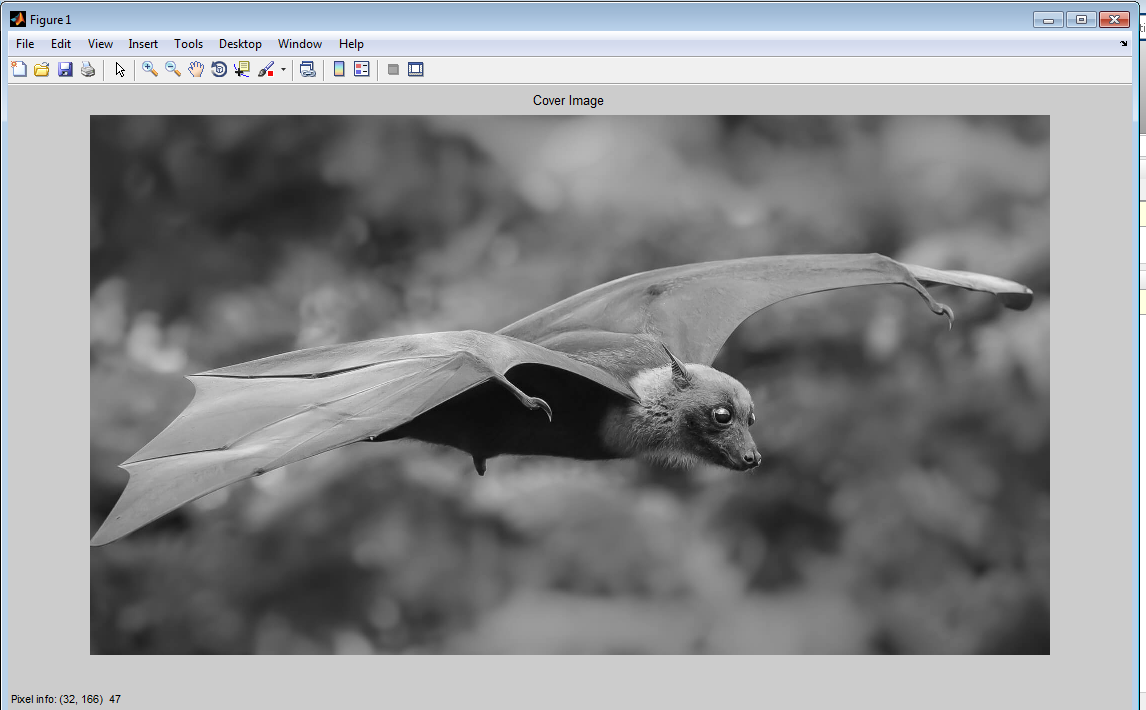 Figure 1
File Edit View Insert Tools Desktop Window Help
Cover Image
Pixel info: (32, 166) 47